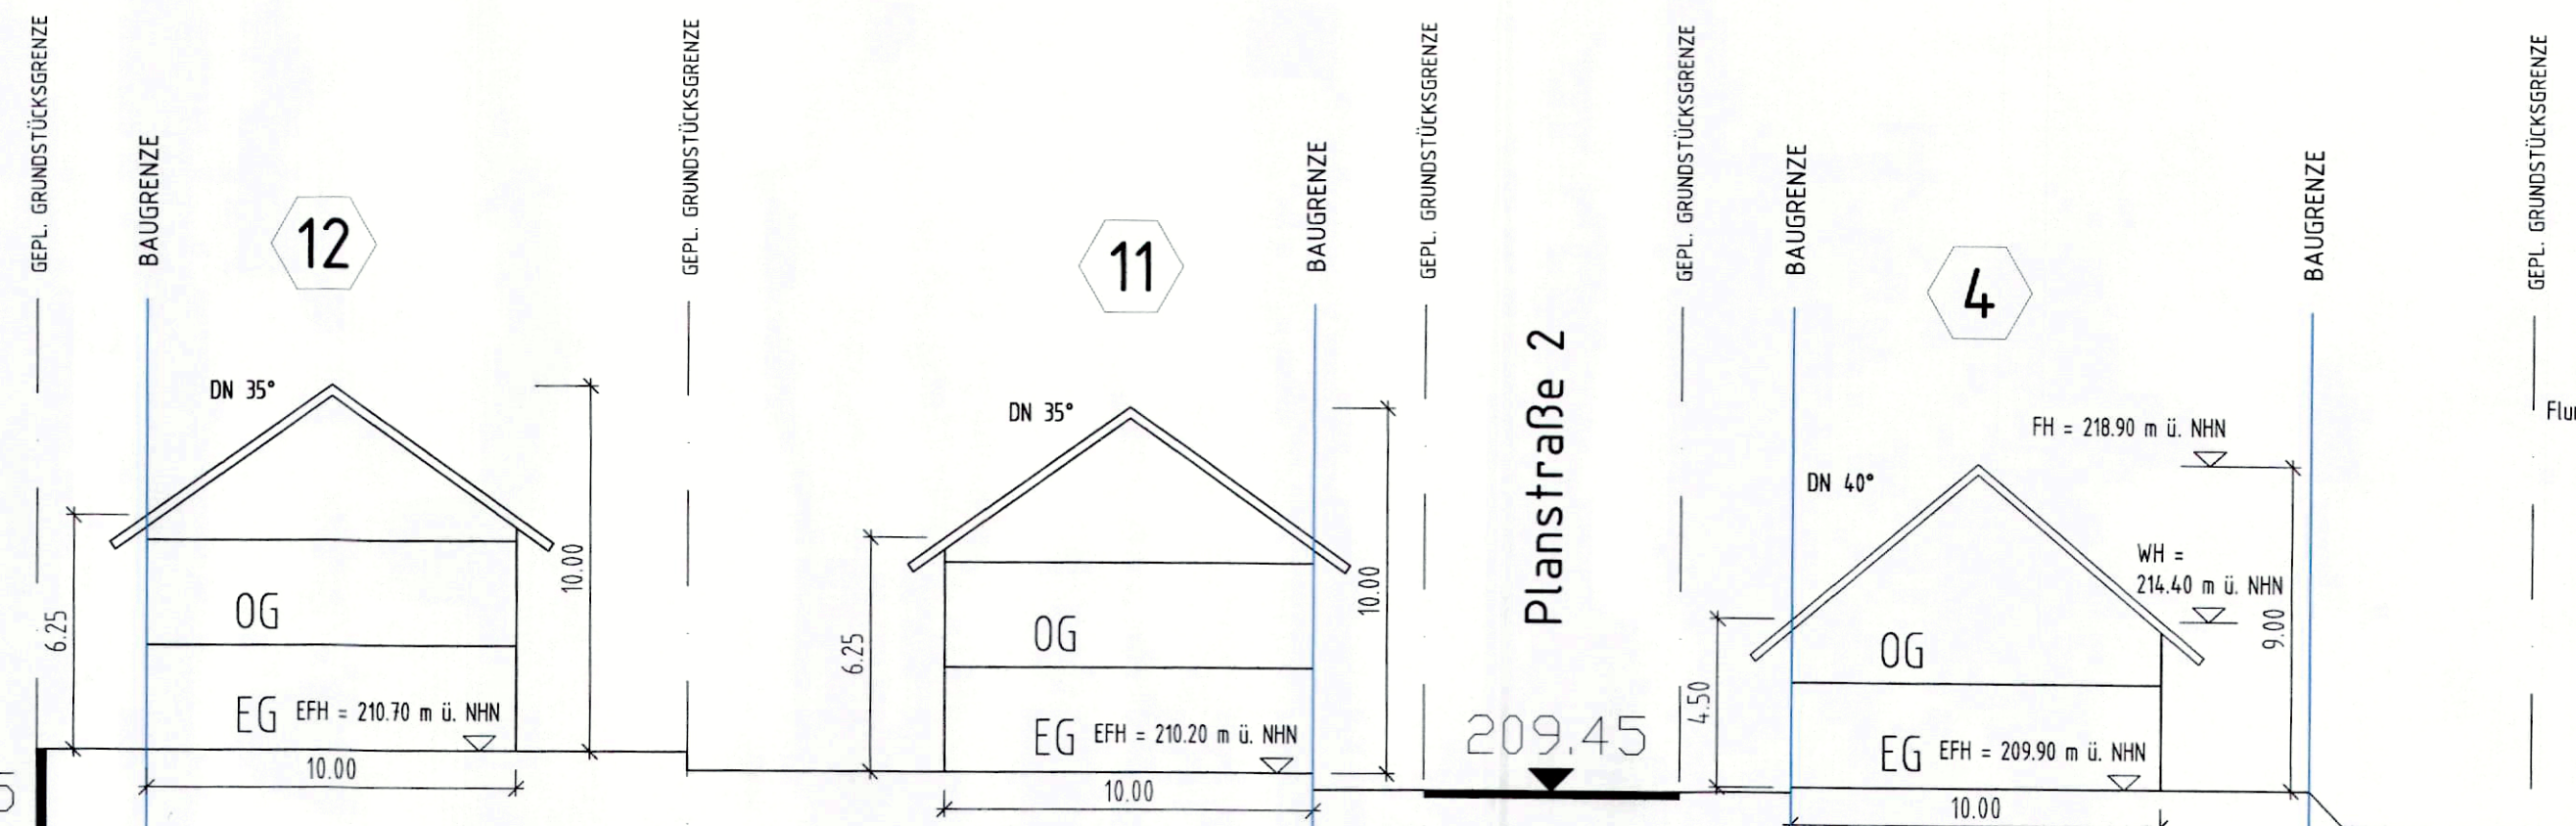 GEPL. GRUNDSTÜCKSGRENZE
BAUGRENZE
12
DN 35°
6.25
OG
EG EFH = 210.70 m ü. NHN
10.00
10.00
GEPL. GRUNDSTÜCKSGRENZE
11
DN 35°
6.25
OG
EG EFH = 210.20 m ü. NHN
10.00
10.00
BAUGRENZE
GEPL. GRUNDSTÜCKSGRENZE
Planstraße 2
209.45
GEPL. GRUNDSTÜCKSGRENZE
BAUGRENZE
4
DN 40°
FH = 218.90 m ü. NHN
WH =
214.40 m ü. NHN
4.50
OG
EG EFH = 209.90 m ü. NHN
9.00
10.00
BAUGRENZE
GEPL. GRUNDSTÜCKSGRENZE